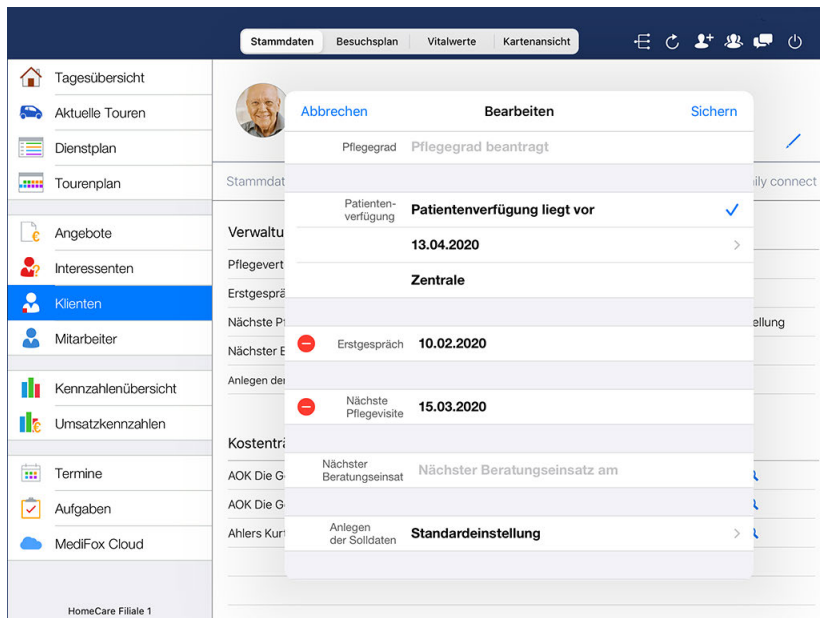 Stammdaten Besuchsplan Vitalwerte Kartenansicht
Tagesübersicht
Aktuelle Touren
Dienstplan
Tourenplan
Angebote
Interessenten
Klienten
Mitarbeiter
Kennzahlenübersicht
Umsatzkennzahlen
Termine
Aufgaben
MediFox Cloud
HomeCare Filiale 1
Stammdat
ily connect
Verwaltu
Pflegevert
Erstgesprä
Nächste Pf
ellung
Nächster B
Anlegen der
Kostenträ
AOK Die G
AOK Die G
Ahlers Kurt
Abbrechen Bearbeiten Sichern
Pflegegrad Pflegegrad beantragt
Patienten-
verfügung Patientenverfügung liegt vor
13.04.2020
Zentrale
Erstgespräch 10.02.2020
Nächste
Pflegevisite 15.03.2020
Nächster
Beratungseinsat Nächster Beratungseinsatz am
Anlegen
der Solldaten Standardeinstellung